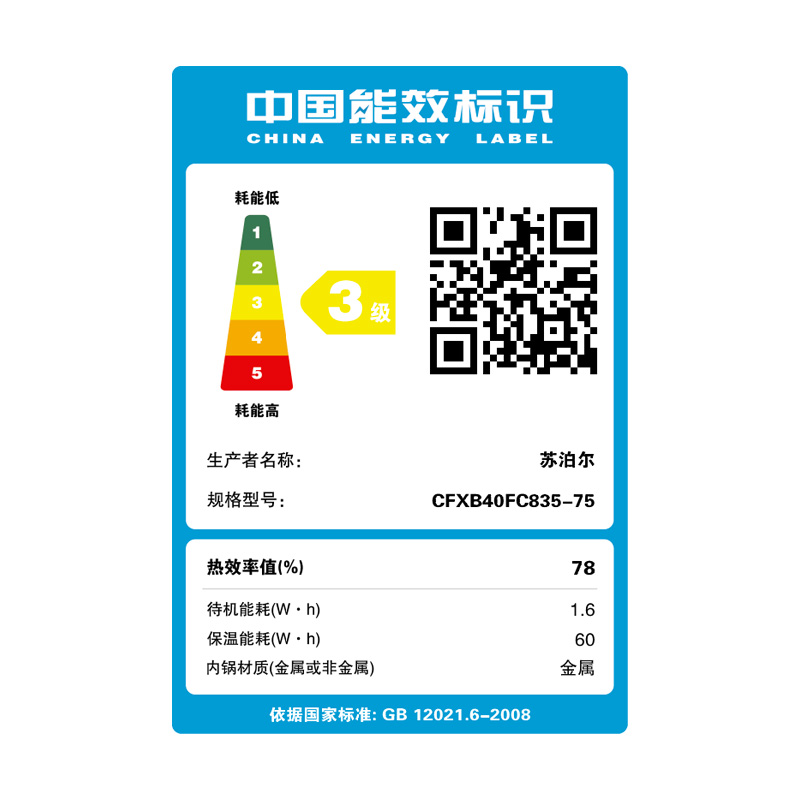 中国能效标识
CHINA ENERGY LABEL
耗能低
1
2
3
4
5
3级
耗能高
生产者名称: 苏泊尔
规格型号: CFXB40FC835-75
热效率值(%) 78
待机能耗(W·h) 1.6
保温能耗(W·h) 60
内锅材质(金属或非金属) 金属
依据国家标准: GB 12021.6-2008